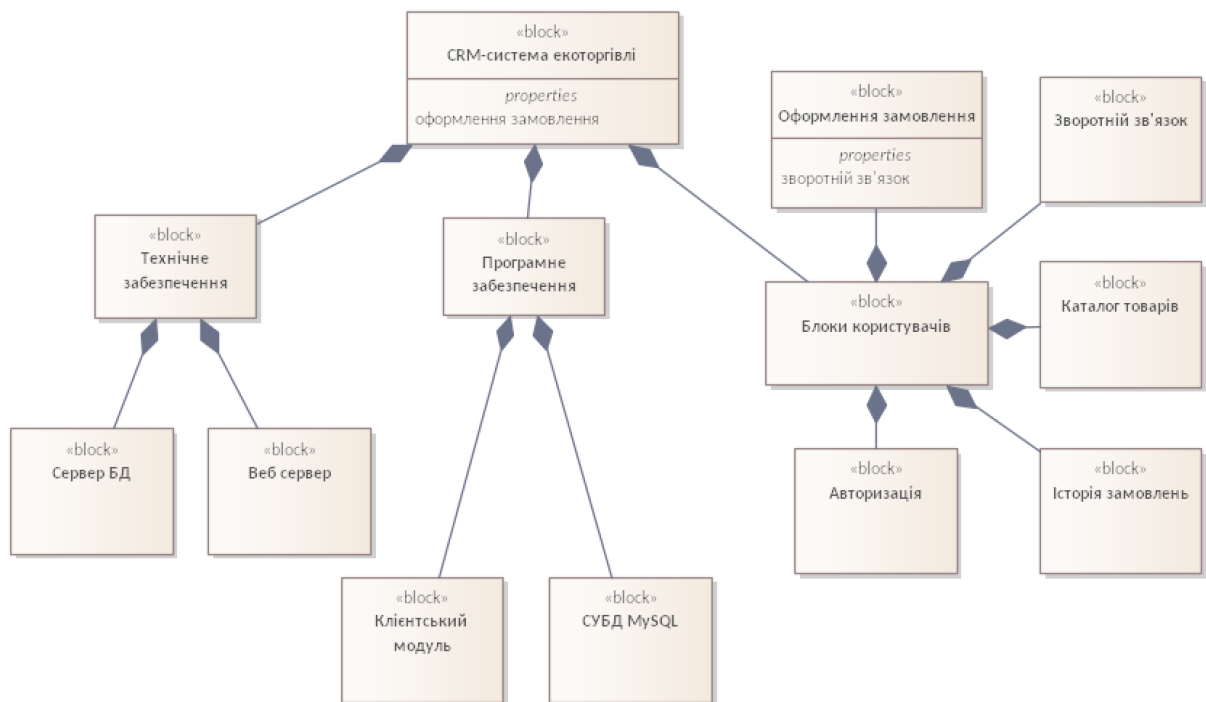 «block»
CRM-система екоторгівлі
properties
оформлення замовлення
«block»
Оформлення замовлення
properties
зворотній зв'язок
«block»
Зворотній зв'язок
«block»
Технічне
забезпечення
«block»
Програмне
забезпечення
«block»
Блоки користувачів
«block»
Каталог товарів
«block»
Сервер БД
«block»
Веб сервер
«block»
Авторизація
«block»
Історія замовлень
«block»
Клієнтський
модуль
«block»
СУБД MySQL